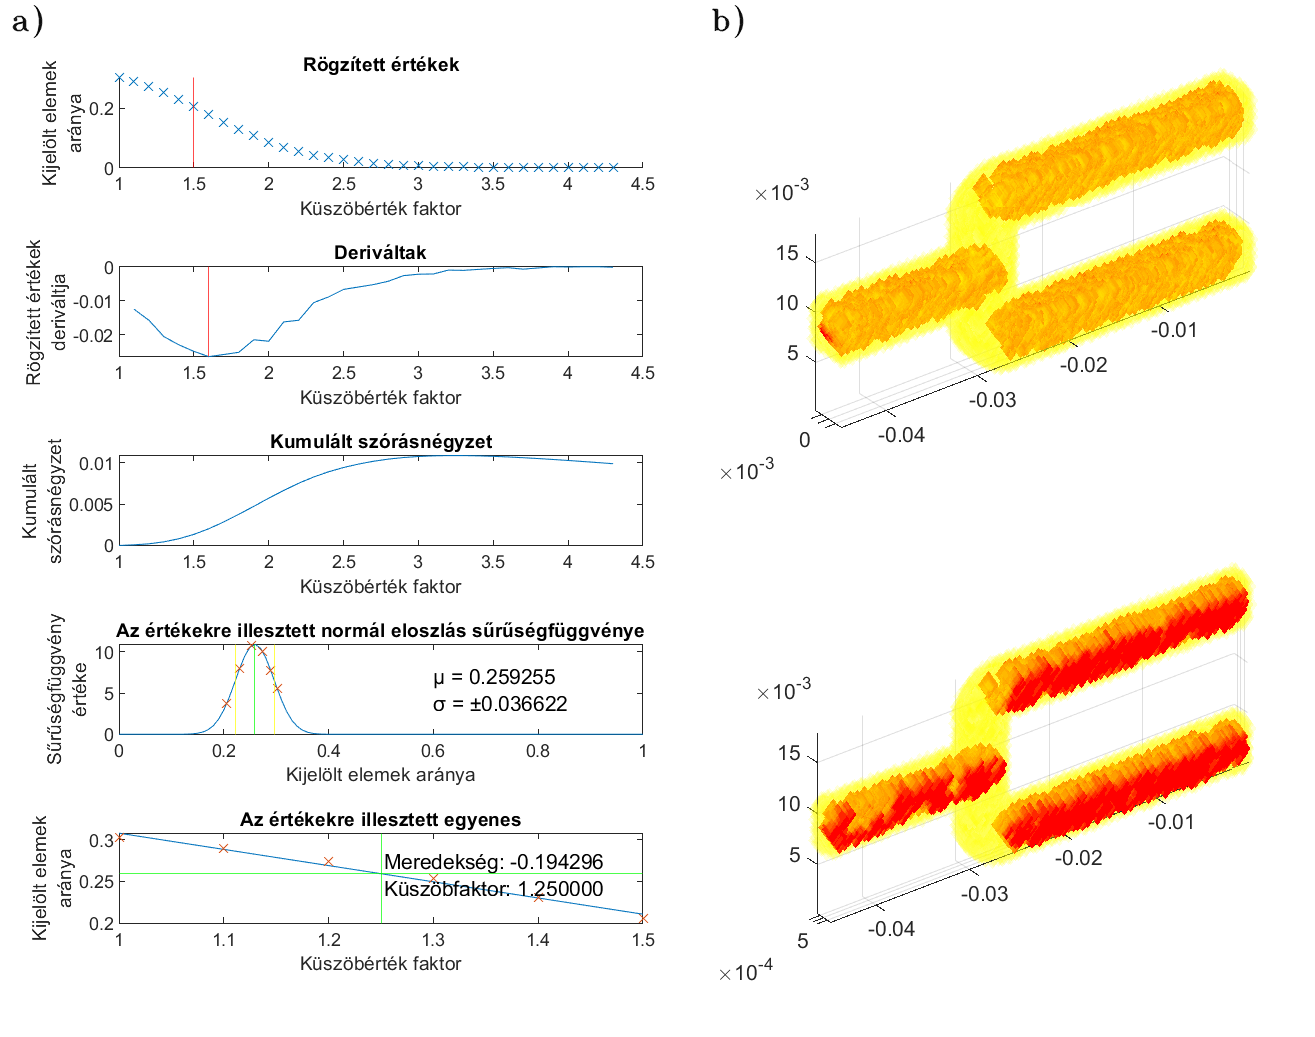 a)
Rögzített értékek
Kijelölt elemek
aránya
0.2
0
1 1.5 2 2.5 3 3.5 4 4.5
Küszöbérték faktor
Deriváltak
Rögzített értékek
deriváltja
0
-0.01
-0.02
1 1.5 2 2.5 3 3.5 4 4.5
Küszöbérték faktor
Kumulált szórásnégyzet
Kumulált
szórásnégyzet
0.01
0.005
0
1 1.5 2 2.5 3 3.5 4 4.5
Küszöbérték faktor
Az értékekre illesztett normál eloszlás sűrűségfüggvénye
Sűrűségfüggvény
értéke
10
5
0
μ = 0.259255
σ = ±0.036622
0 0.2 0.4 0.6 0.8 1
Kijelölt elemek aránya
Az értékekre illesztett egyenes
Kijelölt elemek
aránya
0.3
0.25
0.2
Meredekség: -0.194296
Küszöbfaktor: 1.250000
1 1.1 1.2 1.3 1.4 1.5
Küszöbérték faktor
b)
×10-3
15
10
5
0
-0.04
-0.03
-0.02
-0.01
×10-3
×10-3
15
10
5
5
-0.04
-0.03
-0.02
-0.01
×10-4